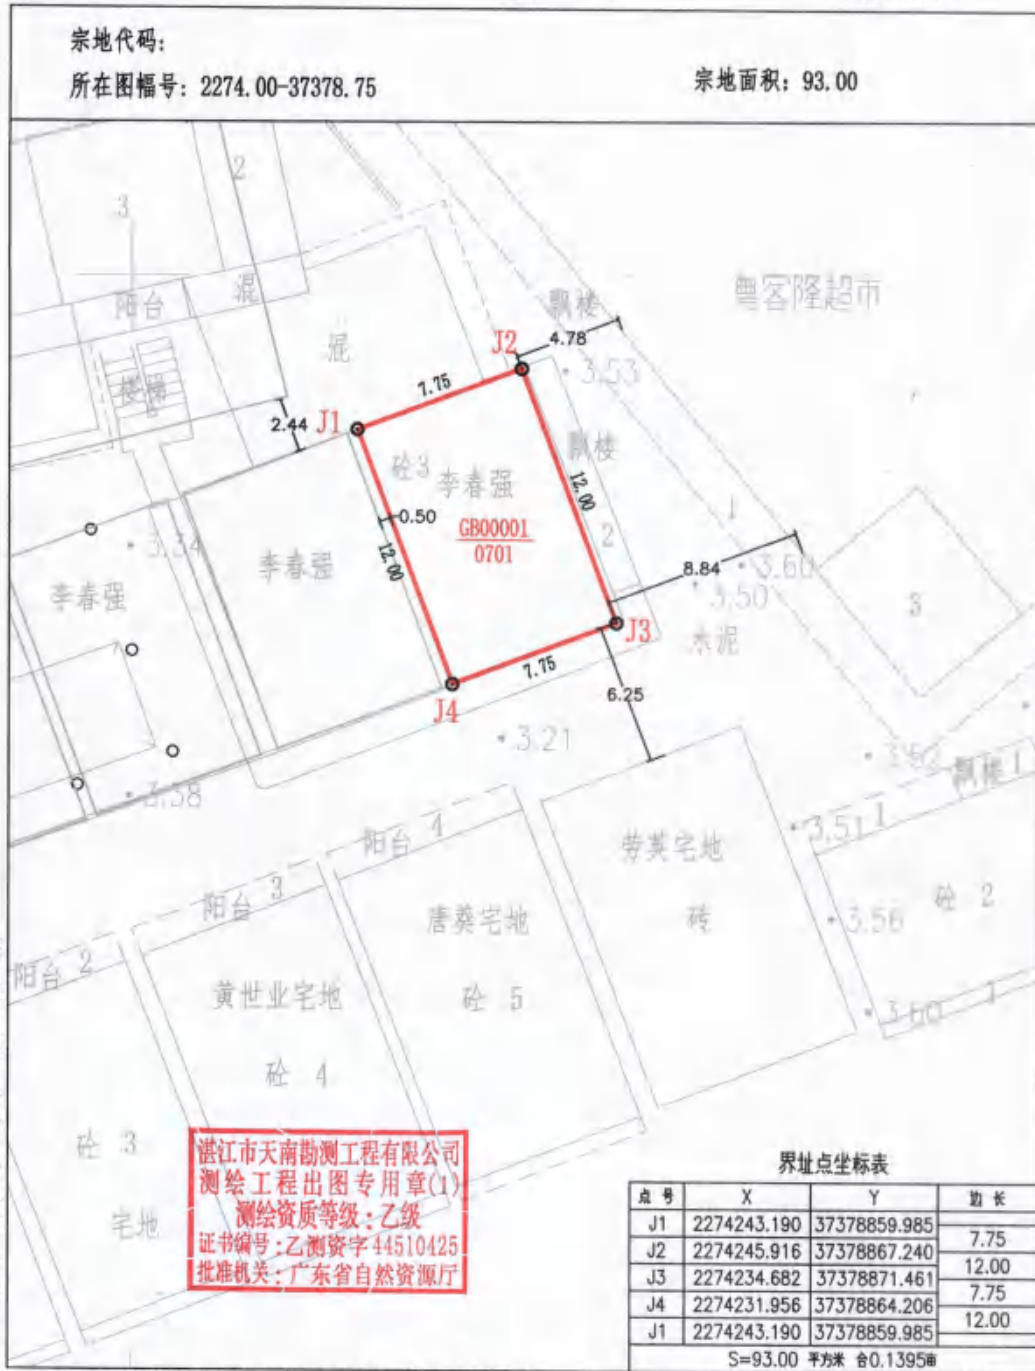 宗地代码:
所在图幅号: 2274.00-37378.75
宗地面积: 93.00
2
3
混
阳台
混
粤客隆超市
飘楼
4.78
J2
3.53
楼梯
7.75
2.44
J1
飘楼
砼3
李春强
12.00
0.50
GB00001
0701
1
2
3.34
12.00
李春强
8.84
3.60
李春强
3.50
3
J3
水泥
7.75
6.25
J4
3.21
3.52
飘楼1
3.38
3.51
1
阳台 4
劳英宅地
阳台 3
砼 2
唐葵宅地
砖
3.56
阳台 2
黄世业宅地
砼 5
3.60
1
砼 4
砼 3
宅地
湛江市天南勘测工程有限公司
测绘工程出图专用章(1)
测绘资质等级:乙级
证书编号:乙测资字44510425
批准机关:广东省自然资源厅
界址点坐标表
点号 X Y 边长
J1 2274243.190 37378859.985
7.75
J2 2274245.916 37378867.240
12.00
J3 2274234.682 37378871.461
7.75
J4 2274231.956 37378864.206
12.00
J1 2274243.190 37378859.985
S=93.00 平方米 合0.1395亩